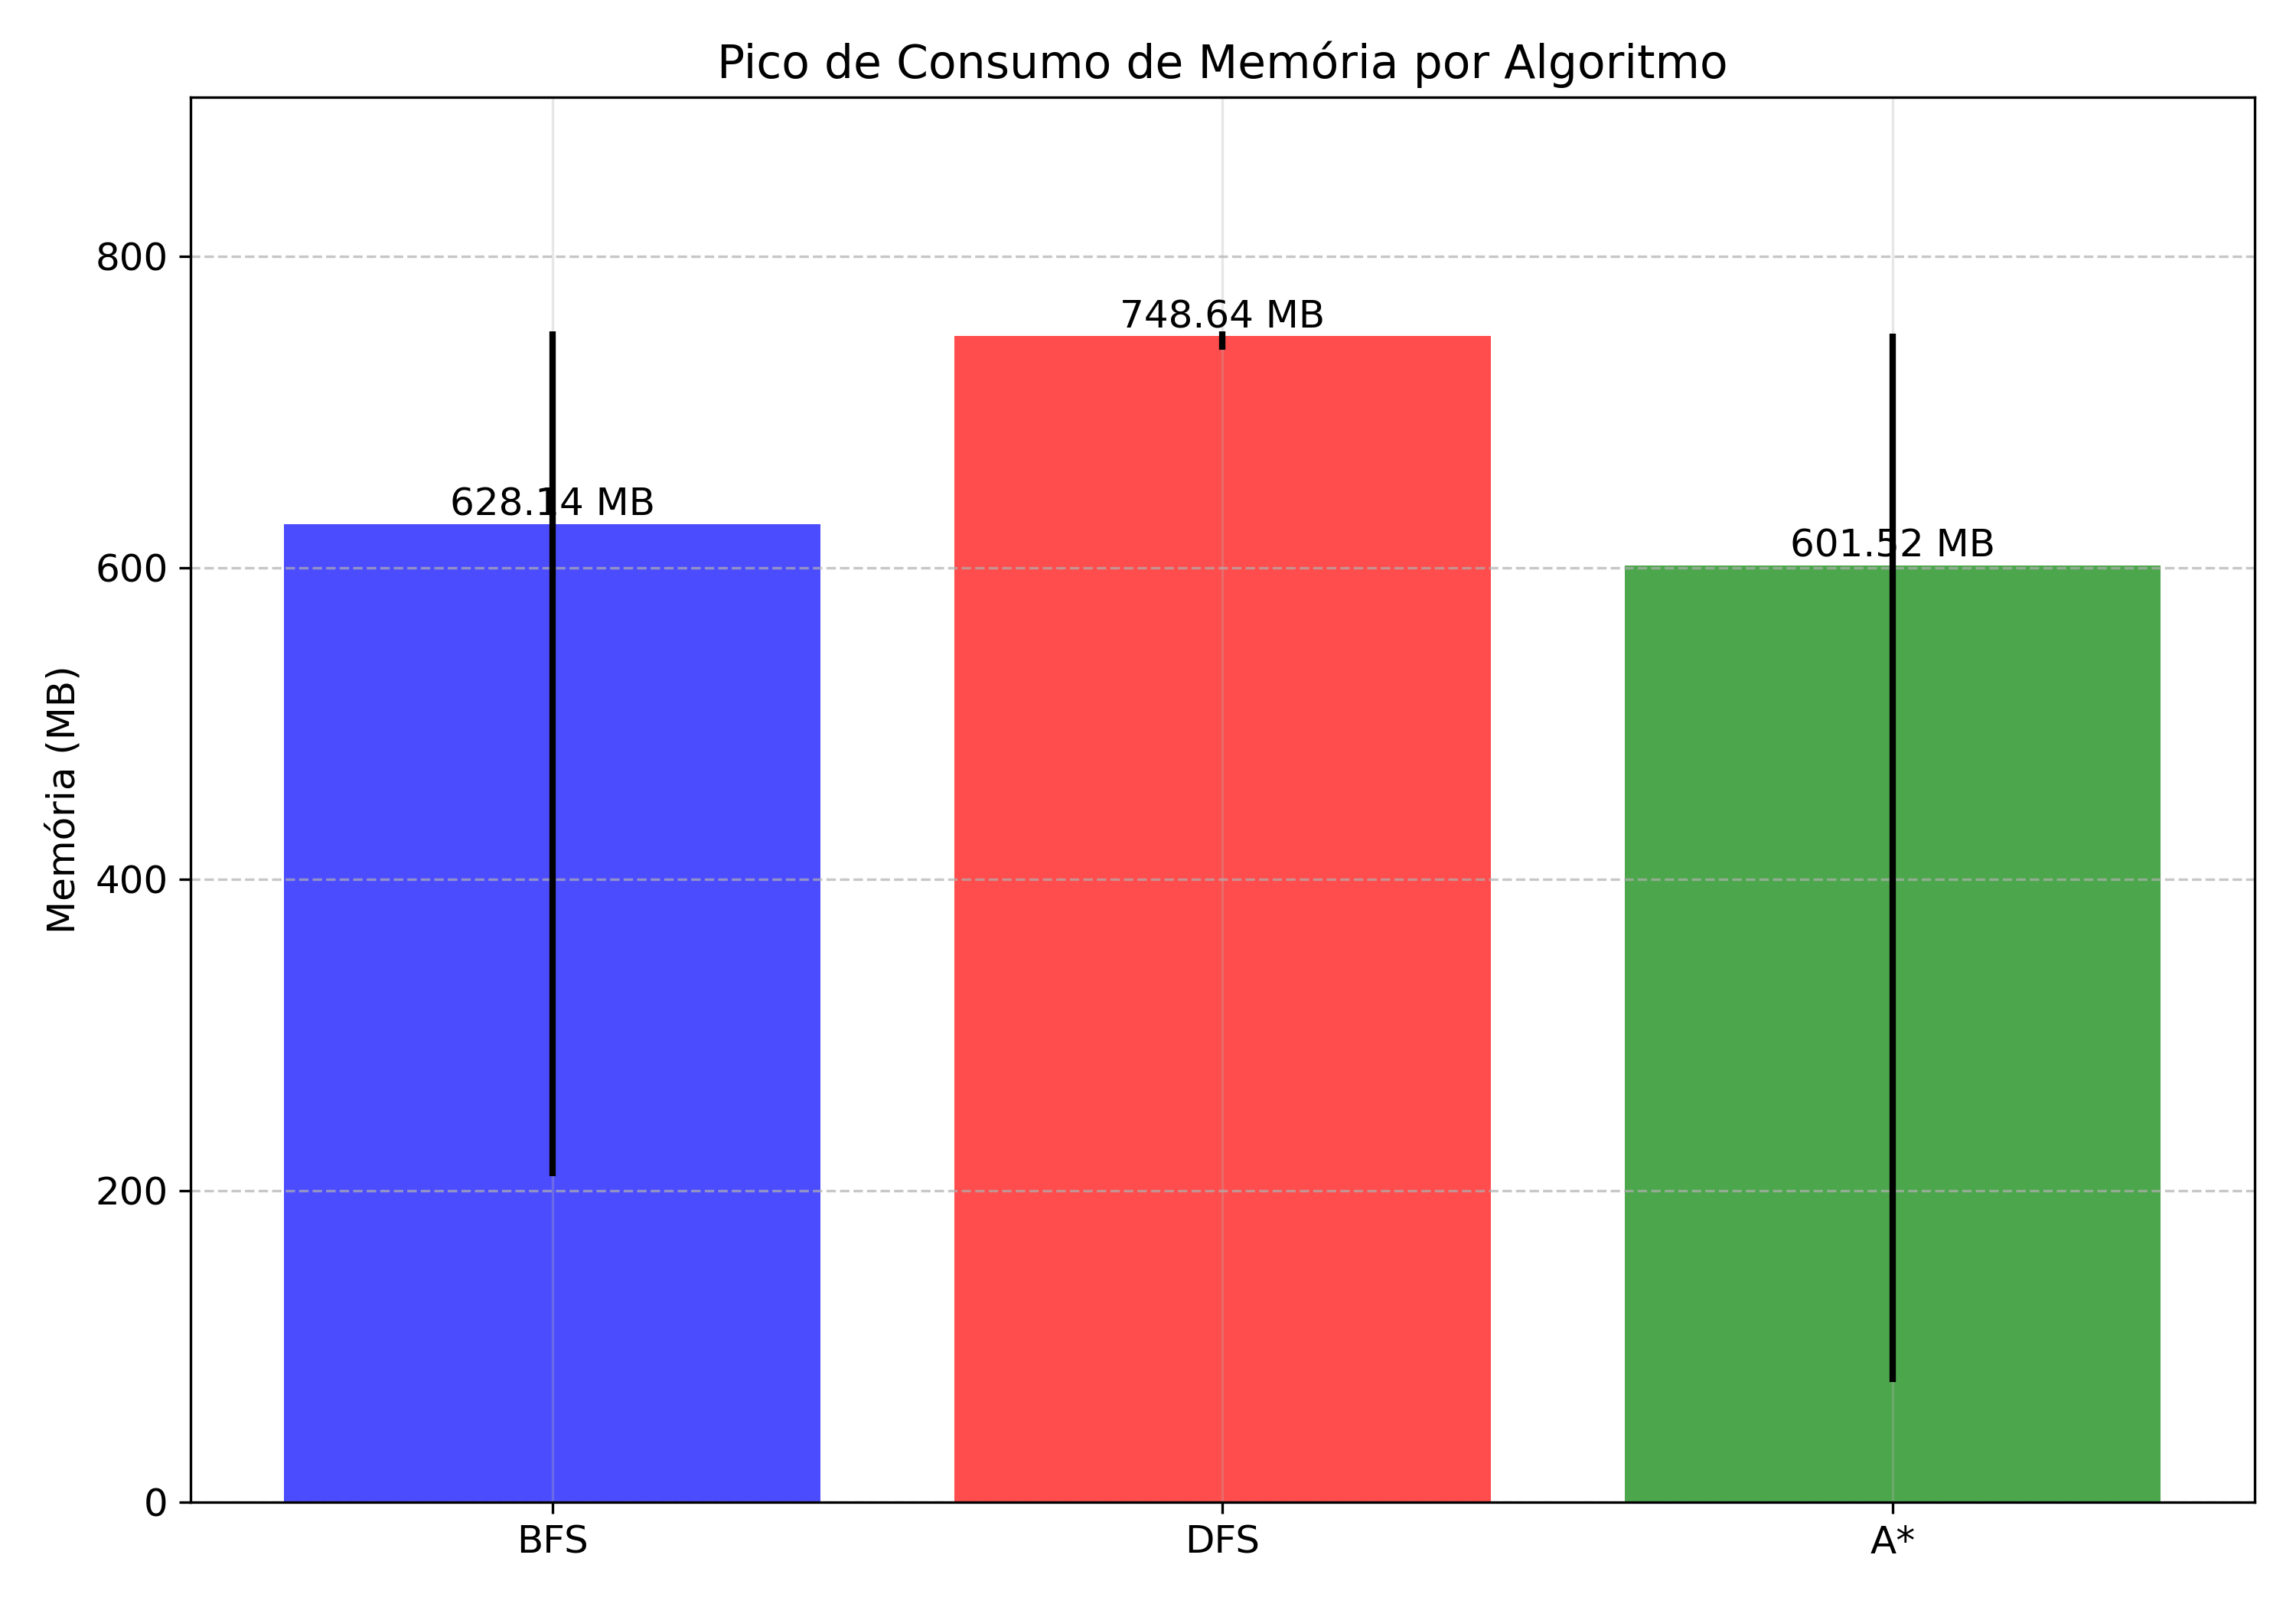 Pico de Consumo de Memória por Algoritmo
Memória (MB)
800
600
400
200
0
628.14 MB
748.64 MB
601.52 MB
BFS
DFS
A*